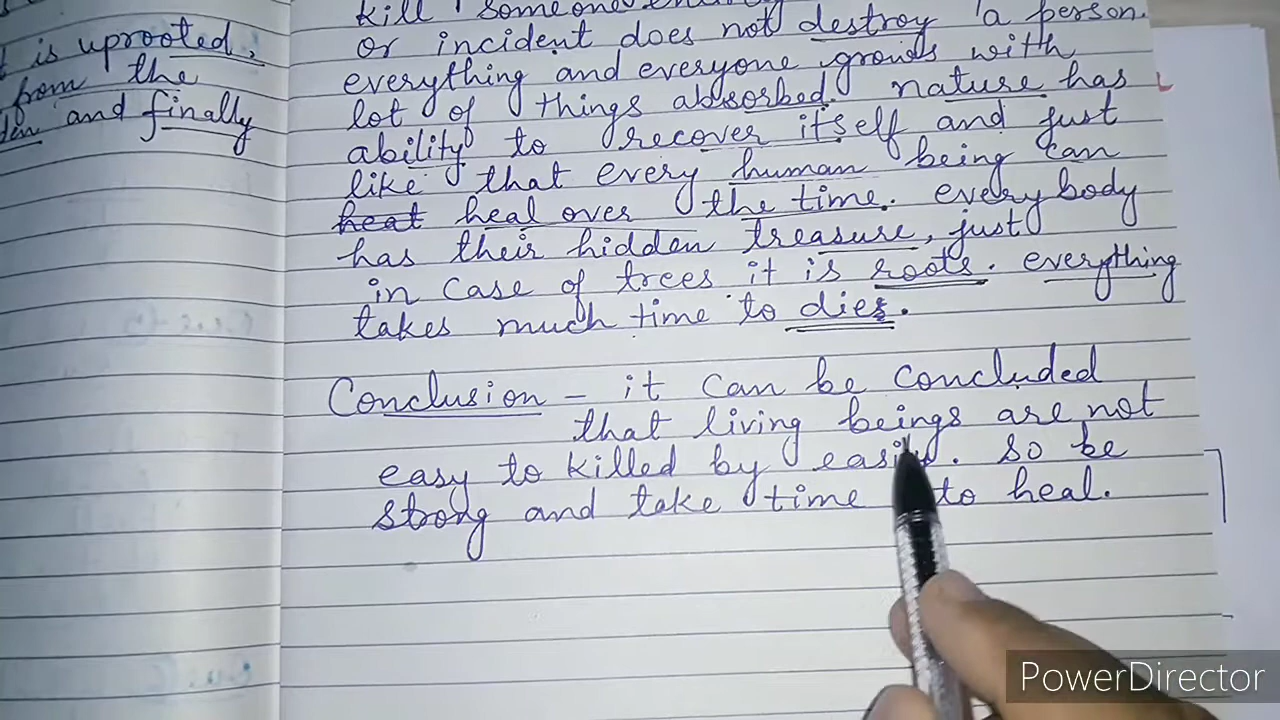 t is uprooted,
from the
and finally
kill someone
or incident does not destroy a person.
everything and everyone grows with
lot of things absorbed. nature has
ability to recover itself and just
like that every human being can
heat heal over the time. everybody
has their hidden treasure, just
in case of trees it is roots. everything
takes much time to dies.
Conclusion - it can be concluded
that living beings are not
easy to killed by easily. So be
strong and take time to heal.
PowerDirector